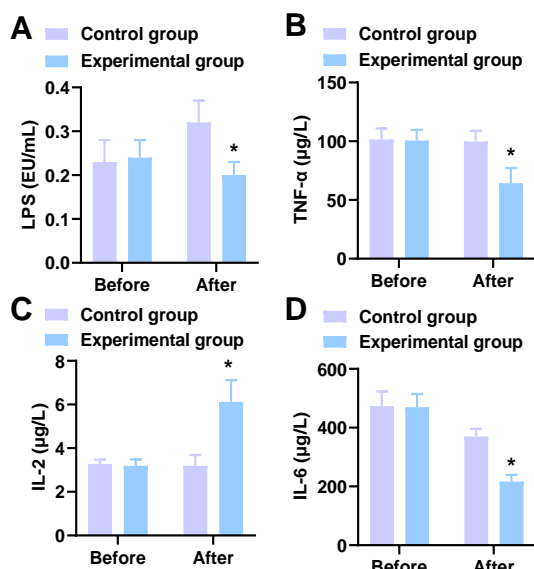 A
Control group
Experimental group
LPS (EU/mL)
0.4
0.3
0.2
0.1
0.0
*
Before
After
B
Control group
Experimental group
TNF-α (µg/L)
150
100
50
0
*
Before
After
C
Control group
Experimental group
IL-2 (µg/L)
8
6
4
2
0
*
Before
After
D
Control group
Experimental group
IL-6 (µg/L)
600
400
200
0
*
Before
After